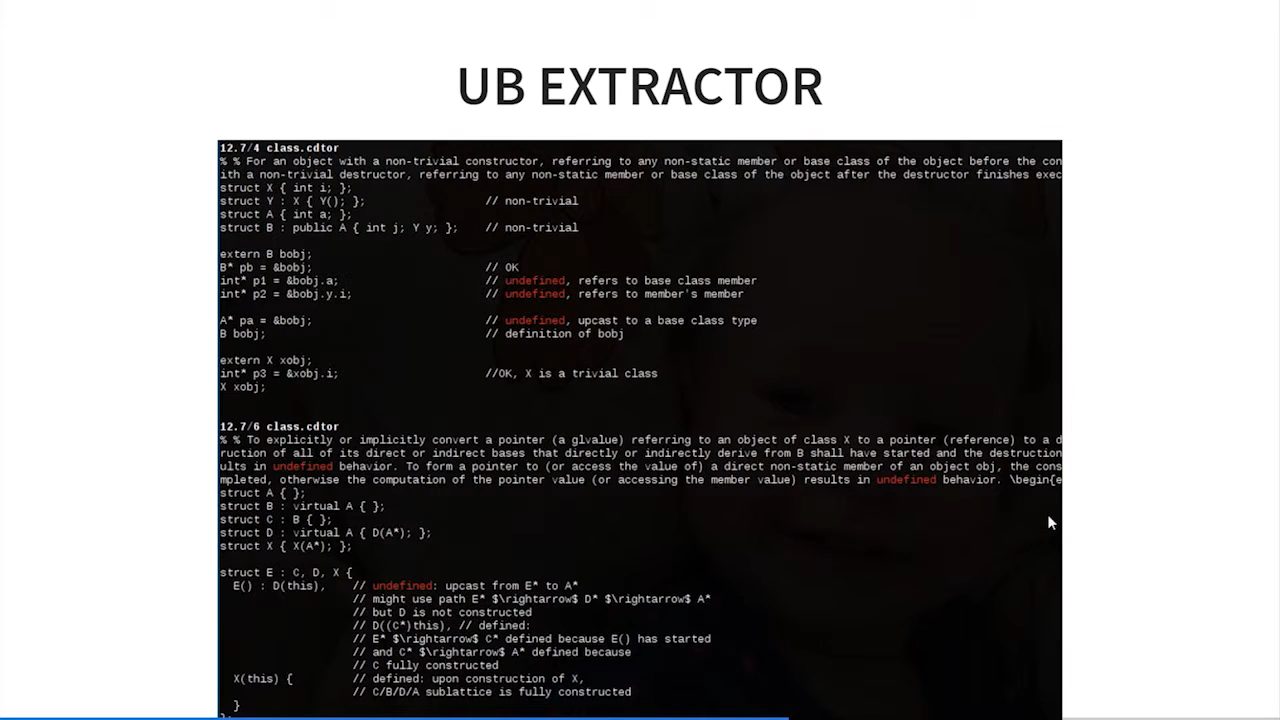 UB EXTRACTOR
12.7/4 class.cdtor
% % For an object with a non-trivial constructor, referring to any non-static member or base class of the object before the con
ith a non-trivial destructor, referring to any non-static member or base class of the object after the destructor finishes exec
struct X { int i; };
struct Y : X { Y(); }; // non-trivial
struct A { int a; };
struct B : public A { int j; Y y; }; // non-trivial
extern B bobj;
B* pb = &bobj; // OK
int* p1 = &bobj.a; // undefined, refers to base class member
int* p2 = &bobj.y.i; // undefined, refers to member's member
A* pa = &bobj; // undefined, upcast to a base class type
B bobj; // definition of bobj
extern X xobj;
int* p3 = &xobj.i; //OK, X is a trivial class
X xobj;
12.7/6 class.cdtor
% % To explicitly or implicitly convert a pointer (a glvalue) referring to an object of class X to a pointer (reference) to a d
ruction of all of its direct or indirect bases that directly or indirectly derive from B shall have started and the destruction
ults in undefined behavior. To form a pointer to (or access the value of) a direct non-static member of an object obj, the cons
mpleted, otherwise the computation of the pointer value (or accessing the member value) results in undefined behavior. \begin{e
struct A { };
struct B : virtual A { };
struct C : B { };
struct D : virtual A { D(A*); };
struct X { X(A*); };
struct E : C, D, X {
E() : D(this), // undefined: upcast from E* to A*
// might use path E* $\rightarrow$ D* $\rightarrow$ A*
// but D is not constructed
// D((C*)this), // defined:
// E* $\rightarrow$ C* defined because E() has started
// and C* $\rightarrow$ A* defined because
// C fully constructed
X(this) { // defined: upon construction of X,
// C/B/D/A sublattice is fully constructed
}
};